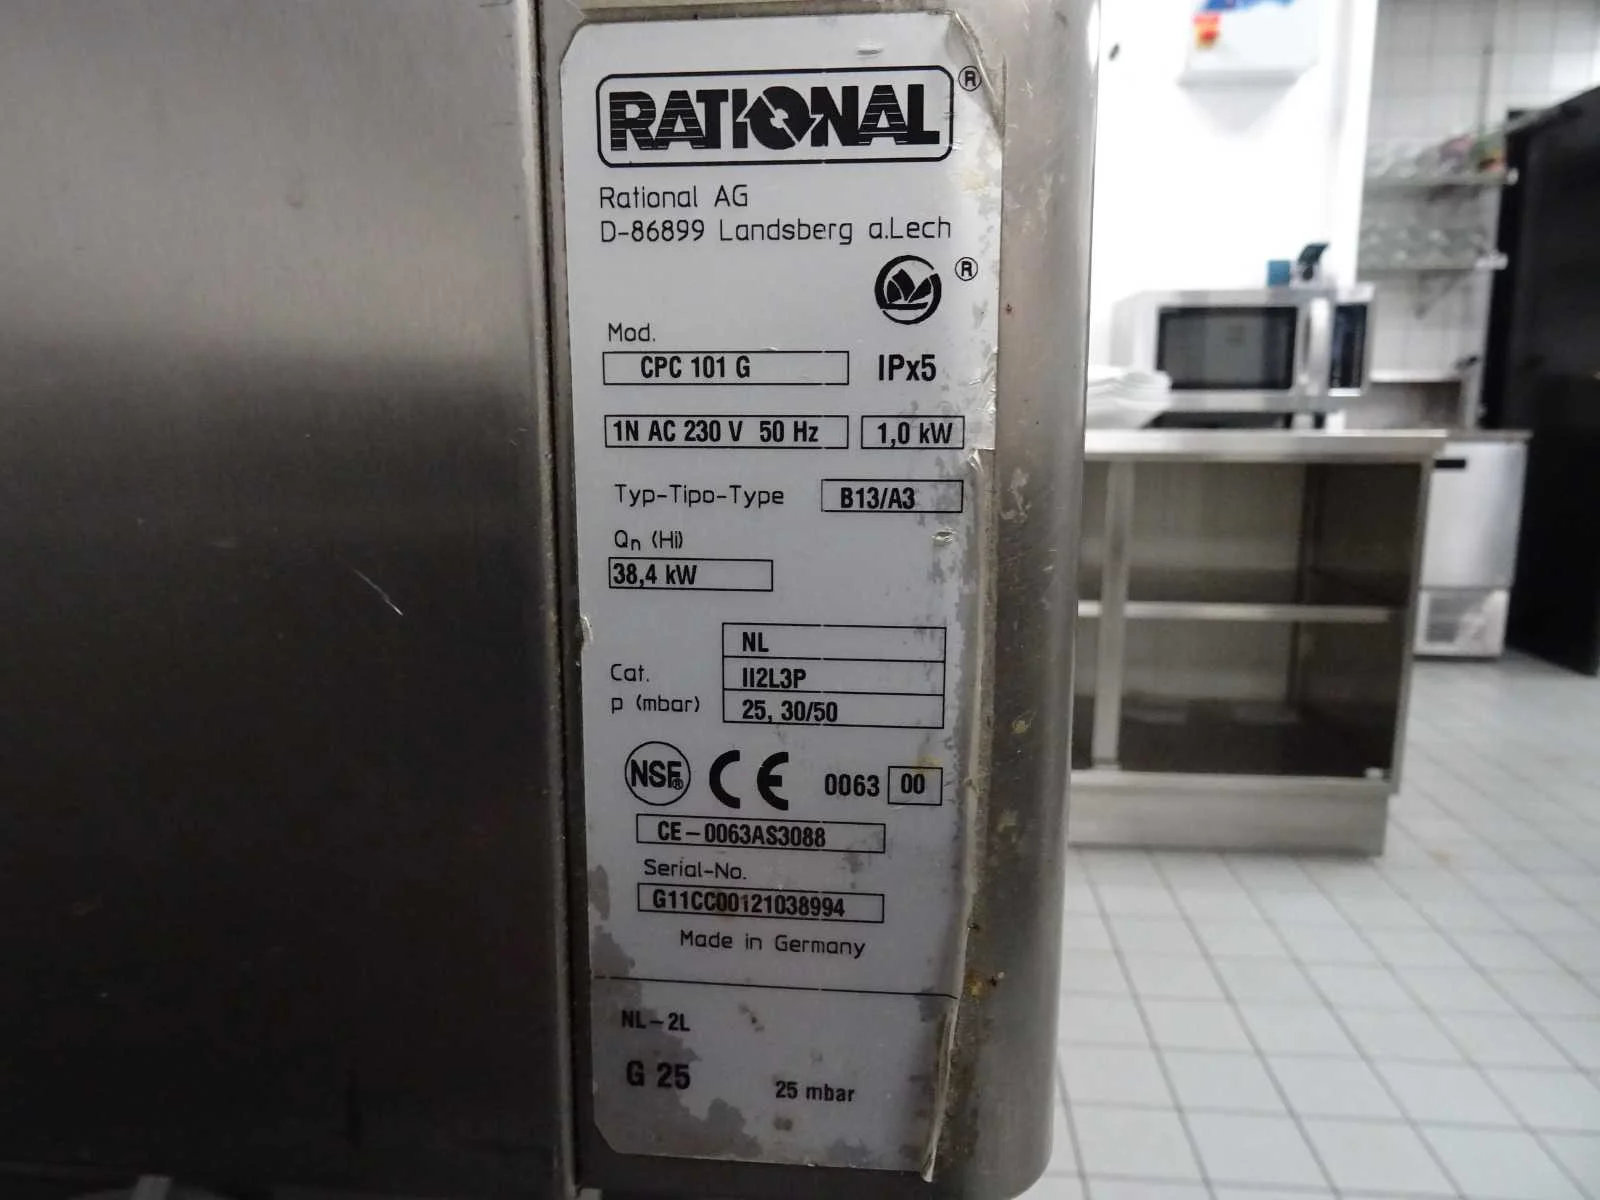 RATIONAL ®
Rational AG
D-86899 Landsberg a.Lech
®
Mod.
CPC 101 G IPx5
1N AC 230 V 50 Hz 1,0 kW
Typ-Tipo-Type B13/A3
Qn (Hi)
38,4 kW
NL
Cat. II2L3P
p (mbar) 25, 30/50
NSF® CE 0063 00
CE-0063AS3088
Serial-No.
G11CC00121038994
Made in Germany
NL-2L
G 25 25 mbar